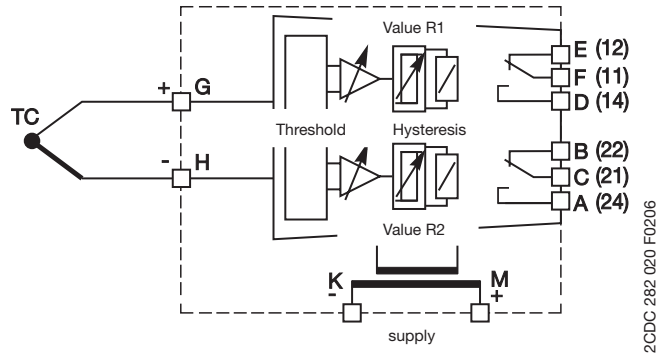 Value R1
E (12)
F (11)
D (14)
+ G
TC
Threshold Hysteresis
- H
B (22)
C (21)
A (24)
Value R2
K M
- +
supply
2CDC 282 020 F0206